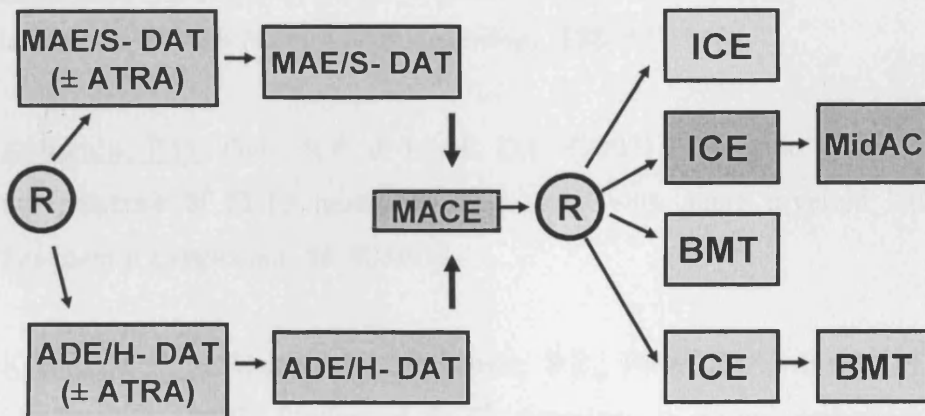 MAE/S- DAT
(± ATRA)
MAE/S- DAT
ICE
ICE
MidAC
R
MACE
R
BMT
ADE/H- DAT
(± ATRA)
ADE/H- DAT
ICE
BMT